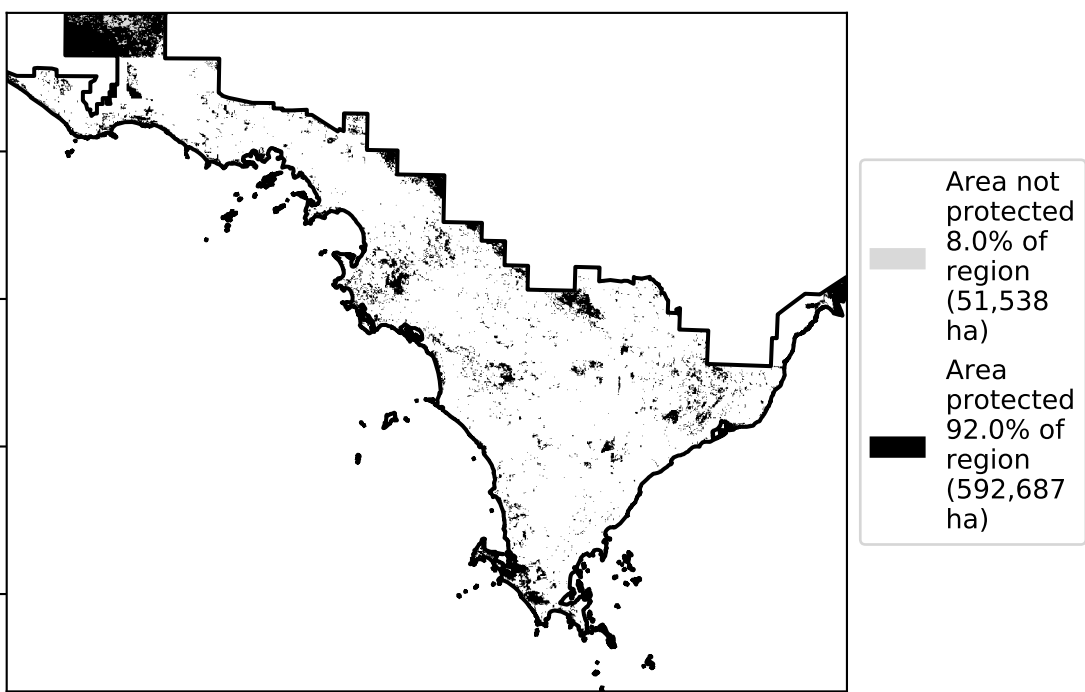 Area not
protected
8.0% of
region
(51,538
ha)
Area
protected
92.0% of
region
(592,687
ha)